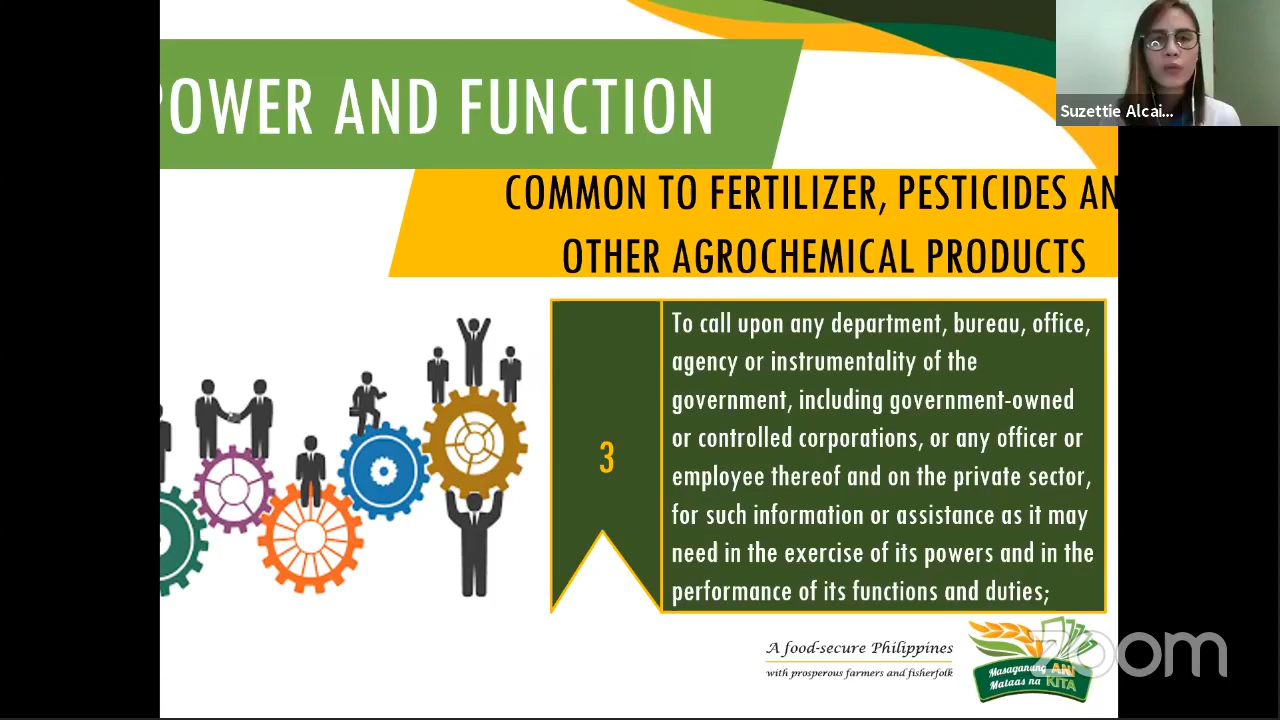 POWER AND FUNCTION
Suzettie Alcai...
COMMON TO FERTILIZER, PESTICIDES AN
OTHER AGROCHEMICAL PRODUCTS
3
To call upon any department, bureau, office,
agency or instrumentality of the
government, including government-owned
or controlled corporations, or any officer or
employee thereof and on the private sector,
for such information or assistance as it may
need in the exercise of its powers and in the
performance of its functions and duties;
A food-secure Philippines
with prosperous farmers and fisherfolk
Masaganang ANI
Mataas na KITA
zoom